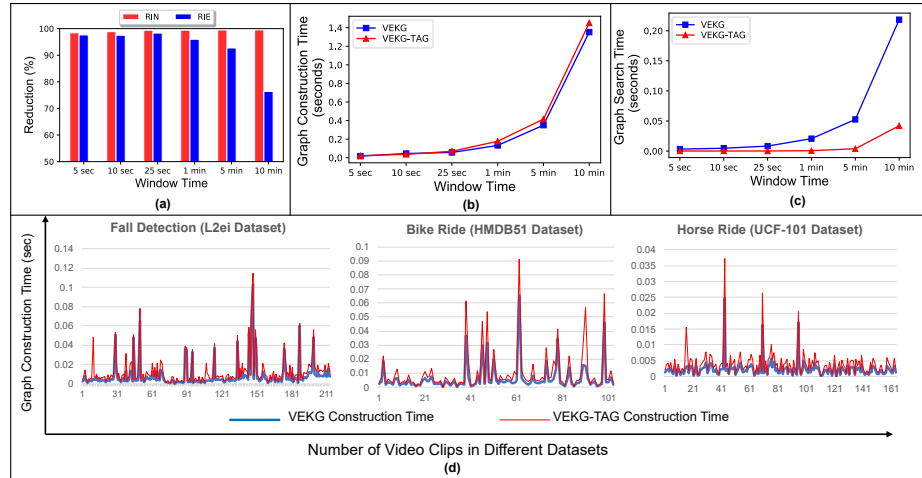 RIN RIE
100
90
80
70
60
50
Reduction (%)
5 sec 10 sec 25 sec 1 min 5 min 10 min
Window Time
(a)
VEKG
VEKG-TAG
1,4
1,2
1,0
0,8
0,6
0,4
0,2
0,0
Graph Construction Time
(seconds)
5 sec 10 sec 25 sec 1 min 5 min 10 min
Window Time
(b)
VEKG
VEKG-TAG
0,20
0,15
0,10
0,05
0,00
Graph Search Time
(seconds)
5 sec 10 sec 25 sec 1 min 5 min 10 min
Window Time
(c)
Graph Construction Time (sec)
Fall Detection (L2ei Dataset)
0.14
0.12
0.1
0.08
0.06
0.04
0.02
0
1 31 61 91 121 151 181 211
Bike Ride (HMDB51 Dataset)
0.1
0.09
0.08
0.07
0.06
0.05
0.04
0.03
0.02
0.01
0
1 21 41 61 81 101
Horse Ride (UCF-101 Dataset)
0.04
0.035
0.03
0.025
0.02
0.015
0.01
0.005
0
1 21 41 61 81 101 121 141 161
VEKG Construction Time VEKG-TAG Construction Time
Number of Video Clips in Different Datasets
(d)